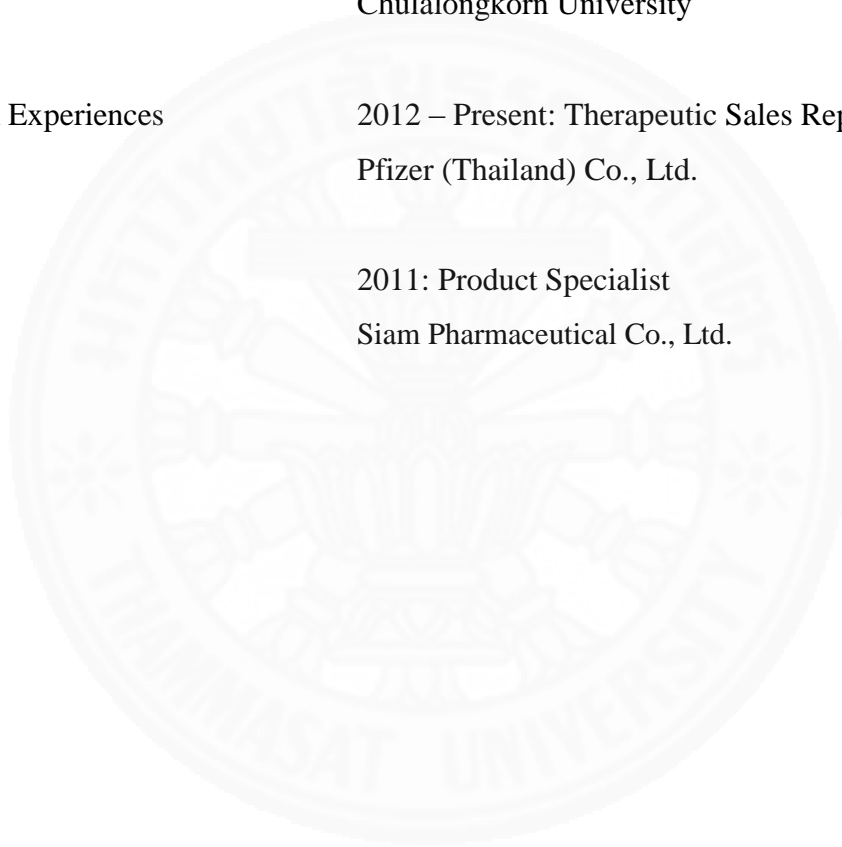 Chulalongkorn University
Experiences 2012 – Present: Therapeutic Sales Rep
Pfizer (Thailand) Co., Ltd.
2011: Product Specialist
Siam Pharmaceutical Co., Ltd.
THAMMASAT UNIVERSITY